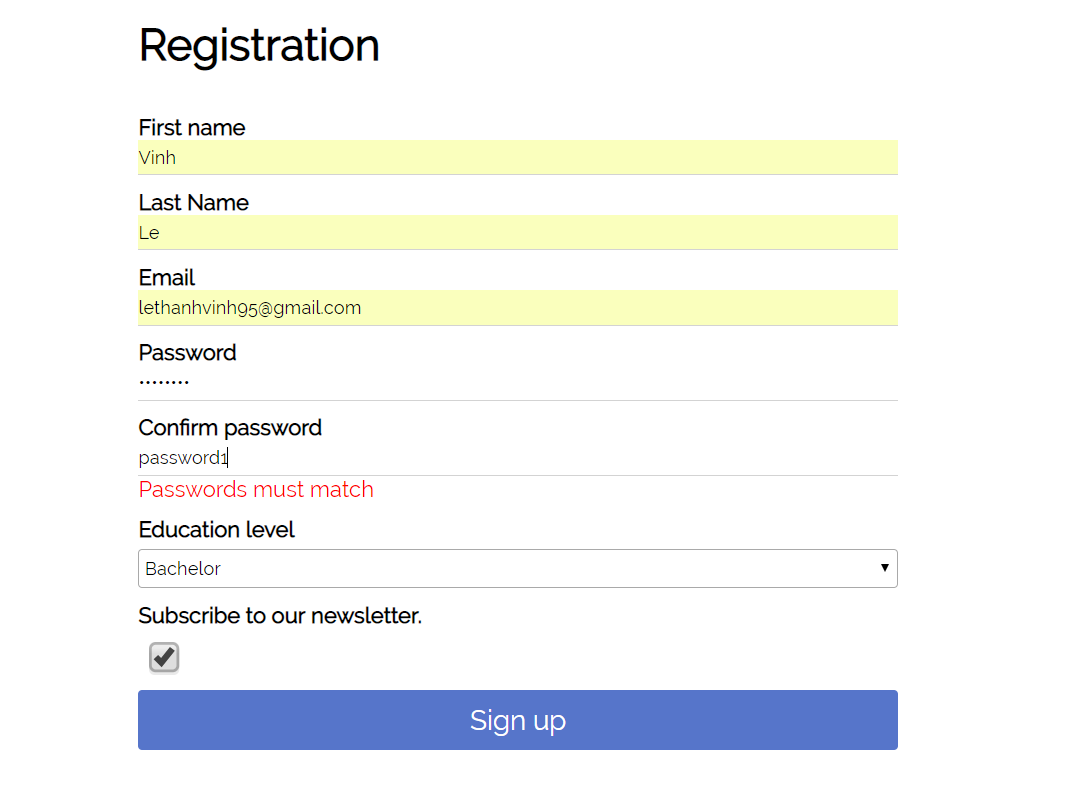 Registration
First name
Vinh
Last Name
Le
Email
lethanhvinh95@gmail.com
Password
••••••••
Confirm password
password1
Passwords must match
Education level
Bachelor
Subscribe to our newsletter.
Sign up